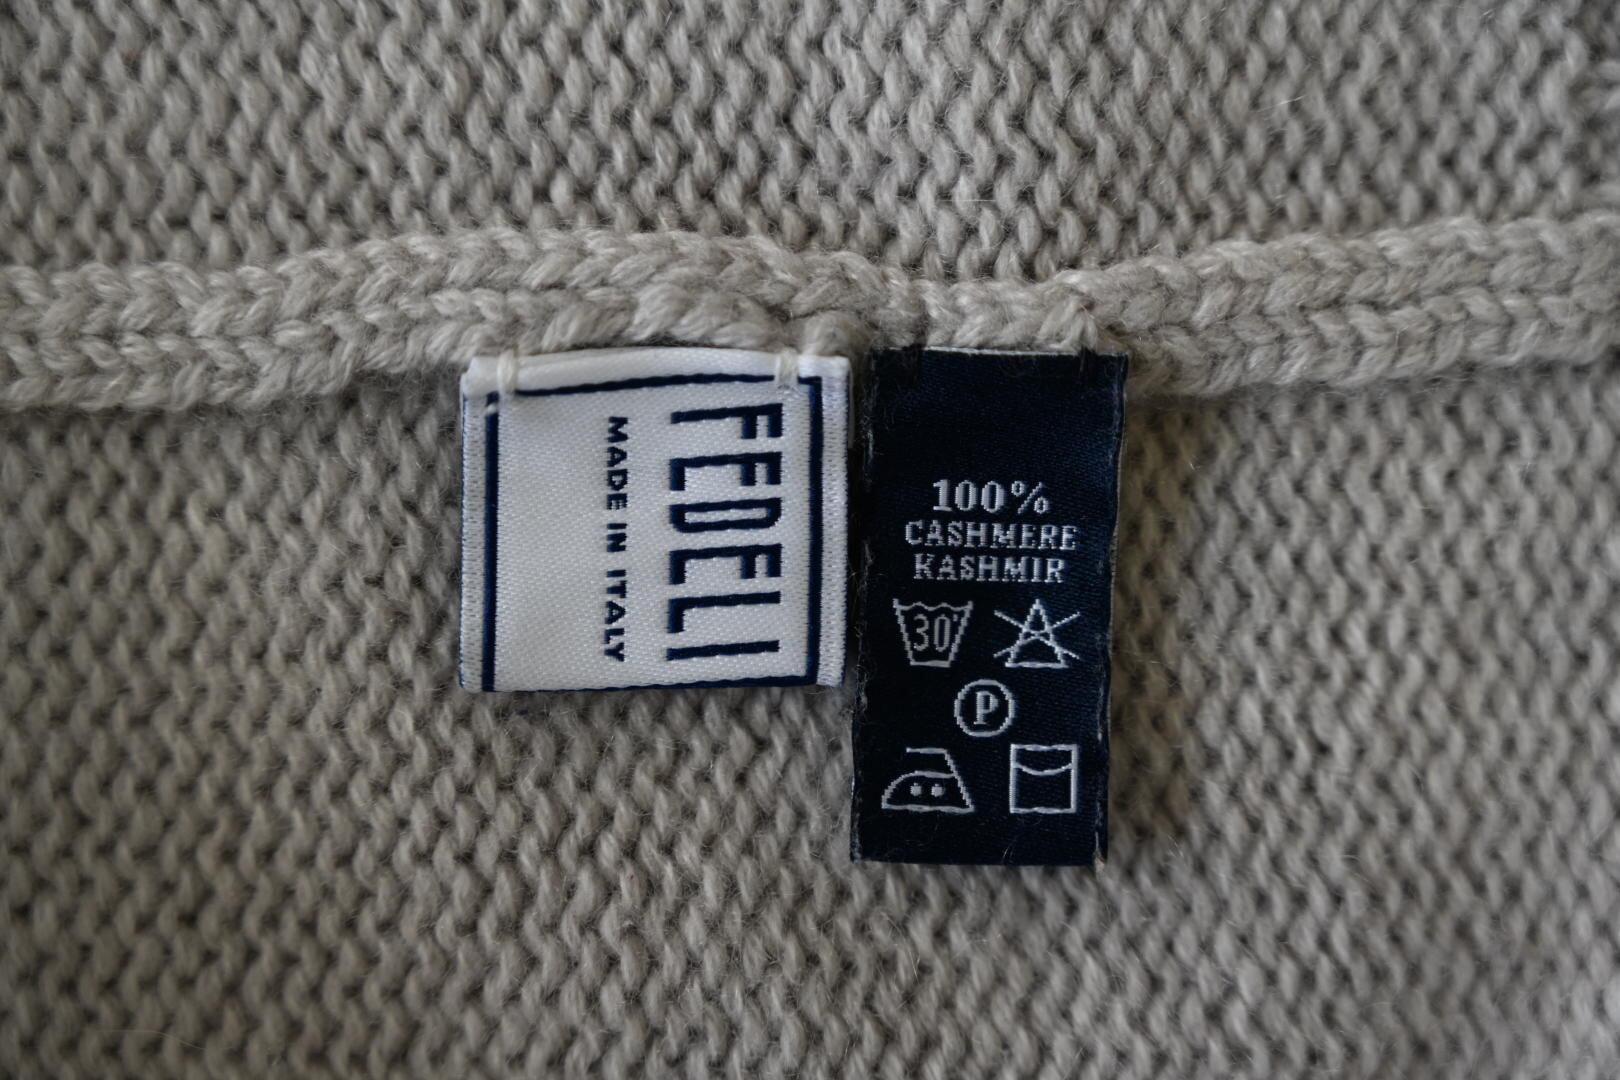 FEDELI
MADE IN ITALY
100%
CASHMERE
KASHMIR
30°
P